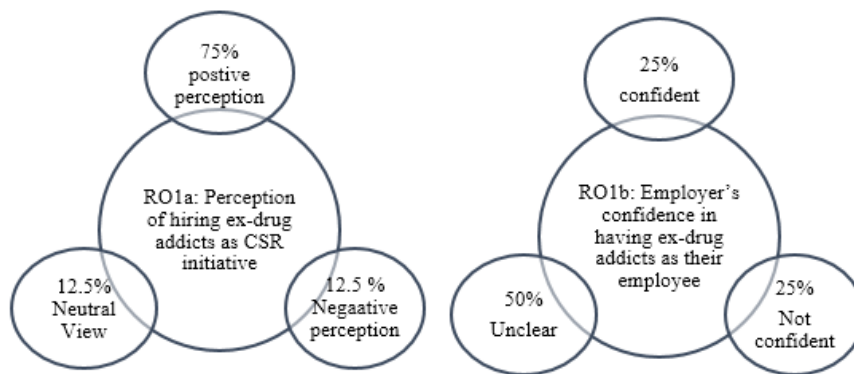 75%
postive
perception
RO1a: Perception
of hiring ex-drug
addicts as CSR
initiative
12.5%
Neutral
View
12.5 %
Negaative
perception
25%
confident
RO1b: Employer’s
confidence in
having ex-drug
addicts as their
employee
50%
Unclear
25%
Not
confident